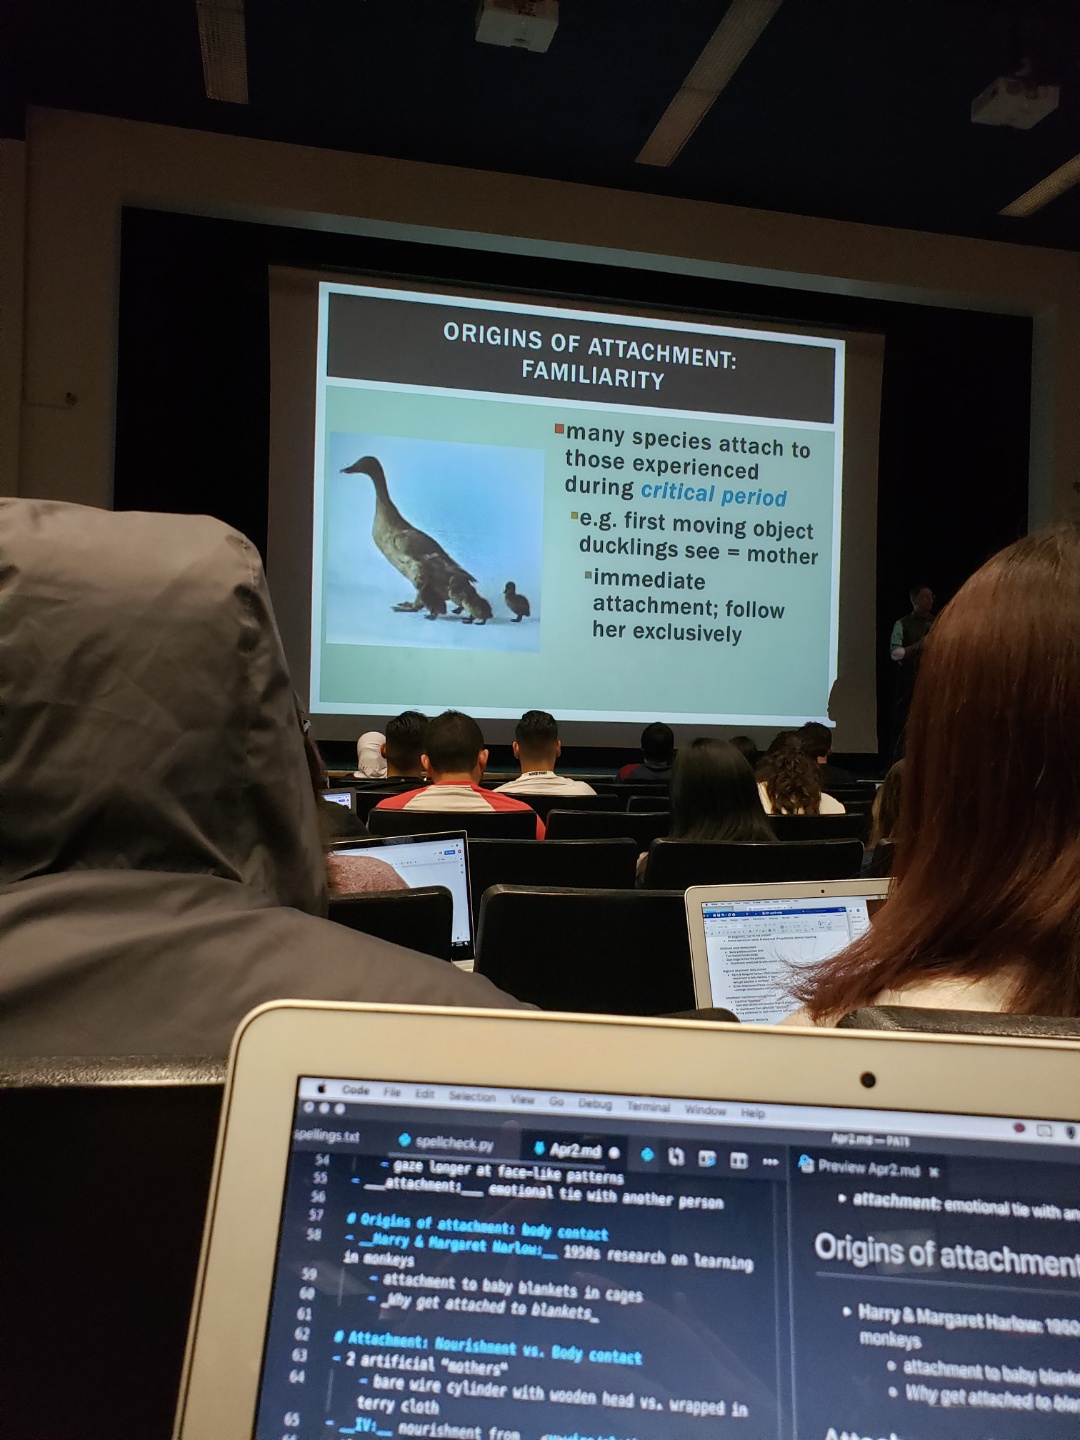 ORIGINS OF ATTACHMENT:
FAMILIARITY
many species attach to
those experienced
during critical period
e.g. first moving object
ducklings see = mother
immediate
attachment; follow
her exclusively
Code File Edit Selection View Go Debug Terminal Window Help
Apr2.md — PA11
spellings.txt spellcheck.py Apr2.md Preview Apr2.md
54 - gaze longer at face-like patterns
55 - __attachment:__ emotional tie with another person
56
57 # Origins of attachment: body contact
58 - __Harry & Margaret Harlow:__ 1950s research on learning
in monkeys
59 - attachment to baby blankets in cages
60 - _Why get attached to blankets_
61
62 # Attachment: Nourishment vs. Body contact
63 - 2 artificial "mothers"
64 - bare wire cylinder with wooden head vs. wrapped in
terry cloth
65 - __IV:__ nourishment from
attachment: emotional tie with an
Origins of attachment
Harry & Margaret Harlow: 1950
monkeys
attachment to baby blanke
Why get attached to blan